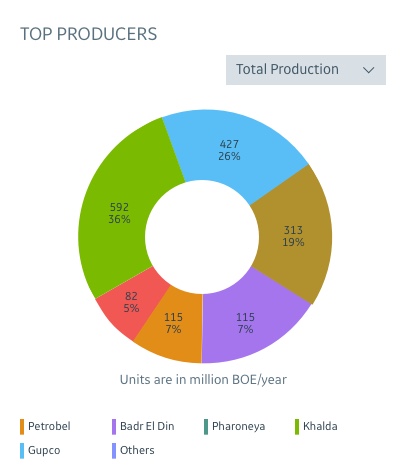 TOP PRODUCERS
Total Production
427
26%
592
36%
313
19%
82
5%
115
7%
115
7%
Units are in million BOE/year
Petrobel
Badr El Din
Pharoneya
Khalda
Gupco
Others